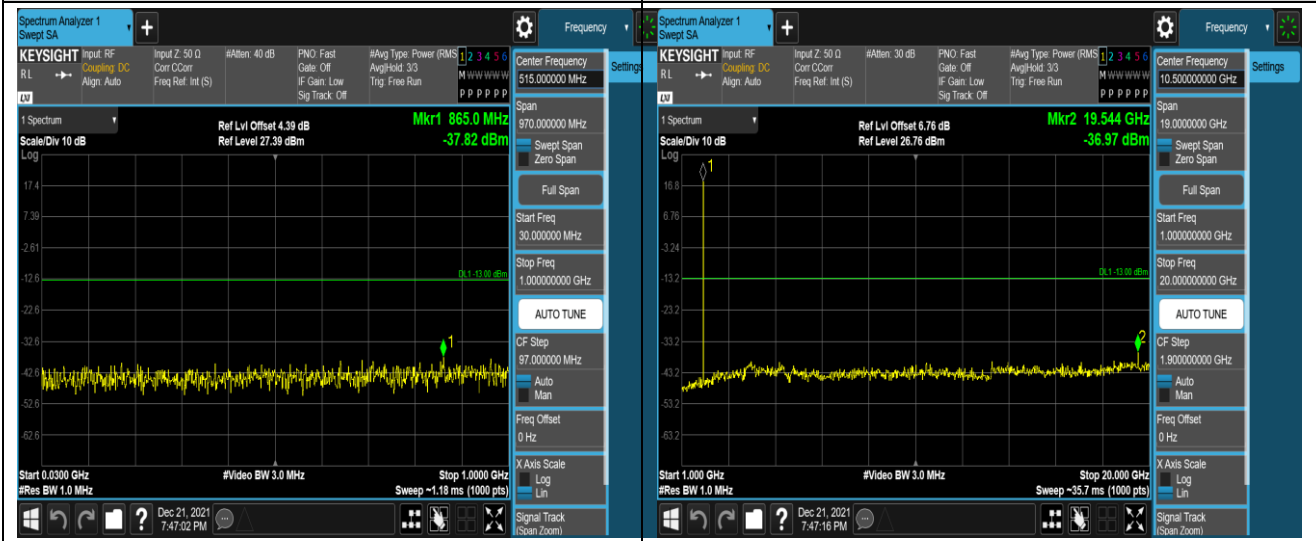 Spectrum Analyzer 1
Swept SA
+
Frequency
KEYSIGHT
RL
LXI
Input: RF
Coupling: DC
Align: Auto
Input Z: 50 Ω
Corr CCorr
Freq Ref: Int (S)
#Atten: 40 dB
PNO: Fast
Gate: Off
IF Gain: Low
Sig Track: Off
#Avg Type: Power (RMS
Avg|Hold: 3/3
Trig: Free Run
1 2 3 4 5 6
M W W W W W
P P P P P P
1 Spectrum
Scale/Div 10 dB
Log
Ref Lvl Offset 4.39 dB
Ref Level 27.39 dBm
Mkr1 865.0 MHz
-37.82 dBm
17.4
7.39
-2.61
-12.6
-22.6
-32.6
-42.6
-52.6
-62.6
DL1 -13.00 dBm
1
Start 0.0300 GHz
#Res BW 1.0 MHz
#Video BW 3.0 MHz
Stop 1.0000 GHz
Sweep ~1.18 ms (1000 pts)
Center Frequency
515.000000 MHz
Settings
Span
970.000000 MHz
Swept Span
Zero Span
Full Span
Start Freq
30.000000 MHz
Stop Freq
1.000000000 GHz
AUTO TUNE
CF Step
97.000000 MHz
Auto
Man
Freq Offset
0 Hz
X Axis Scale
Log
Lin
Signal Track
(Span Zoom)
?
Dec 21, 2021
7:47:02 PM
Spectrum Analyzer 1
Swept SA
+
Frequency
KEYSIGHT
RL
LXI
Input: RF
Coupling: DC
Align: Auto
Input Z: 50 Ω
Corr CCorr
Freq Ref: Int (S)
#Atten: 30 dB
PNO: Fast
Gate: Off
IF Gain: Low
Sig Track: Off
#Avg Type: Power (RMS
Avg|Hold: 3/3
Trig: Free Run
1 2 3 4 5 6
M W W W W W
P P P P P P
1 Spectrum
Scale/Div 10 dB
Log
Ref Lvl Offset 6.76 dB
Ref Level 26.76 dBm
Mkr2 19.544 GHz
-36.97 dBm
1
16.8
6.76
-3.24
-13.2
-23.2
-33.2
-43.2
-53.2
-63.2
DL1 -13.00 dBm
2
Start 1.000 GHz
#Res BW 1.0 MHz
#Video BW 3.0 MHz
Stop 20.000 GHz
Sweep ~35.7 ms (1000 pts)
Center Frequency
10.500000000 GHz
Settings
Span
19.0000000 GHz
Swept Span
Zero Span
Full Span
Start Freq
1.000000000 GHz
Stop Freq
20.000000000 GHz
AUTO TUNE
CF Step
1.900000000 GHz
Auto
Man
Freq Offset
0 Hz
X Axis Scale
Log
Lin
Signal Track
(Span Zoom)
?
Dec 21, 2021
7:47:16 PM